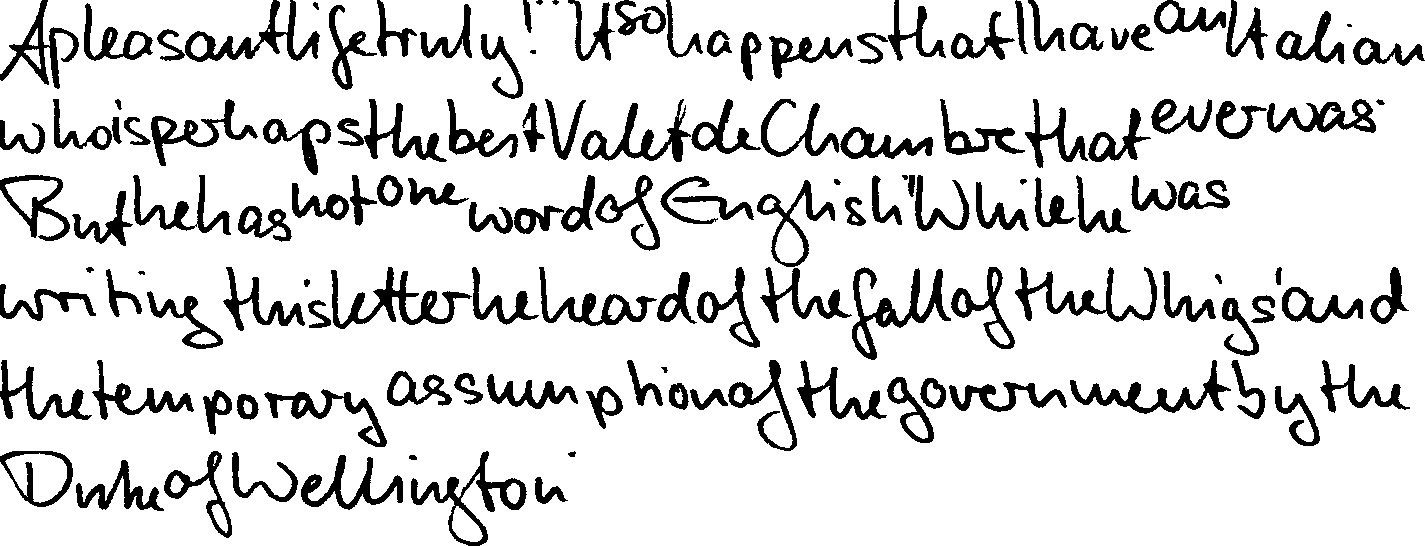 A pleasant life truly!" "It so happens that I have an Italian
who is perhaps the best Valet de Chambre that ever was.
But he has not one word of English." While he was
writing this letter he heard of the fall of the Whigs' and
the temporary assumption of the government by the
Duke of Wellington.